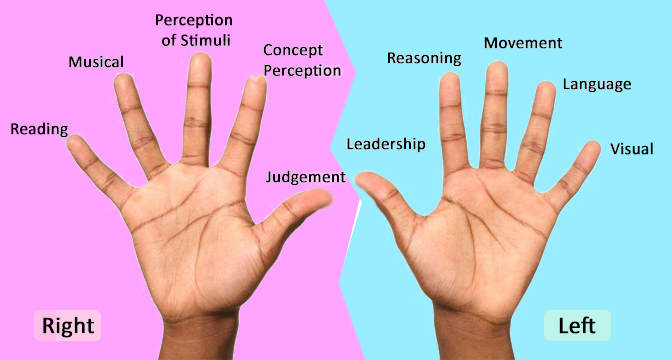 Perception
of Stimuli
Musical
Concept
Perception
Reading
Judgement
Right
Movement
Reasoning
Language
Leadership
Visual
Left